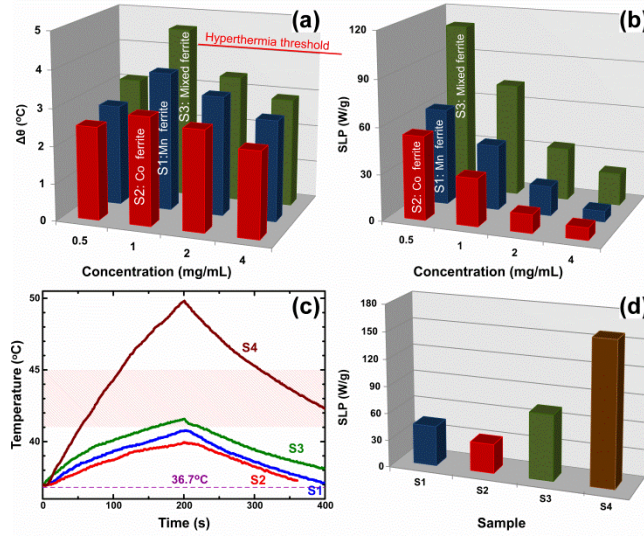 (a)
Hyperthermia threshold
5
4
3
2
1
0
Δθ (ºC)
S2: Co ferrite
S1:Mn ferrite
S3: Mixed ferrite
0.5
1
2
4
Concentration (mg/mL)
(b)
120
90
60
30
0
SLP (W/g)
S2: Co ferrite
S1: Mn ferrite
S3: Mixed ferrite
0.5
1
2
4
Concentration (mg/mL)
(c)
50
45
40
Temperature (ºC)
S4
S3
S2
S1
36.7ºC
0
100
200
300
400
Time (s)
(d)
180
150
120
90
60
30
0
SLP (W/g)
S1
S2
S3
S4
Sample